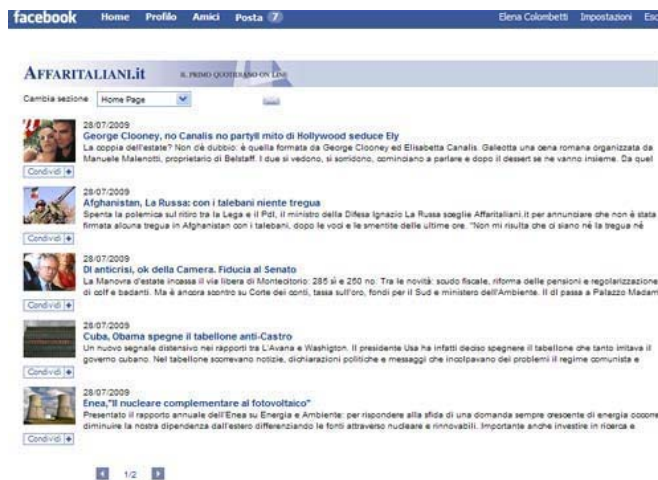 facebook Home Profilo Amici Posta 7 Elena Colombetti Impostazioni Esc
AFFARITALIANI.it IL PRIMO QUOTIDIANO ON LINE
Cambia sezione Home Page
28/07/2009
George Clooney, no Canalis no party!Il mito di Hollywood seduce Ely
La coppia dell'estate? Non c'è dubbio: è quella formata da George Clooney ed Elisabetta Canalis. Galeotta una cena romana organizzata da
Manuele Malenotti, proprietario di Belstaff. I due si vedono, si sorridono, cominciano a parlare e dopo il dessert se ne vanno insieme. Da quel
Condividi +
28/07/2009
Afghanistan, La Russa: con i talebani niente tregua
Spenta la polemica sul ritiro tra la Lega e il Pdl, il ministro della Difesa Ignazio La Russa sceglie Affaritaliani.it per annunciare che non è stata
firmata alcuna tregua in Afghanistan con i talebani, dopo le voci e le smentite delle ultime ore. "Non mi risulta che ci siano né la tregua né
Condividi +
28/07/2009
Dl anticrisi, ok della Camera. Fiducia al Senato
La Manovra d'estate incassa il via libera di Montecitorio: 285 sì e 250 no. Tra le novità: scudo fiscale, riforma delle pensioni e regolarizzazione
di colf e badanti. Ma è ancora scontro su Corte dei conti, tassa sull'oro, fondi per il Sud e ministero dell'Ambiente. Il dl passa a Palazzo Madam
Condividi +
28/07/2009
Cuba, Obama spegne il tabellone anti-Castro
Un nuovo segnale distensivo nei rapporti tra L'Avana e Washigton. Il presidente Usa ha infatti deciso spegnere il tabellone che tanto irritava il
governo cubano. Nel tabellone scorrevano notizie, dichiarazioni politiche e messaggi che incolpavano dei problemi il regime comunista e
Condividi +
28/07/2009
Enea,"Il nucleare complementare al fotovoltaico"
Presentato il rapporto annuale dell'Enea su Energia e Ambiente: per rispondere alla sfida di una domanda sempre crescente di energia occorre
diminuire la nostra dipendenza dall'estero differenziando le fonti attraverso nucleare e rinnovabili. Importante anche investire in ricerca e
Condividi +
1/2